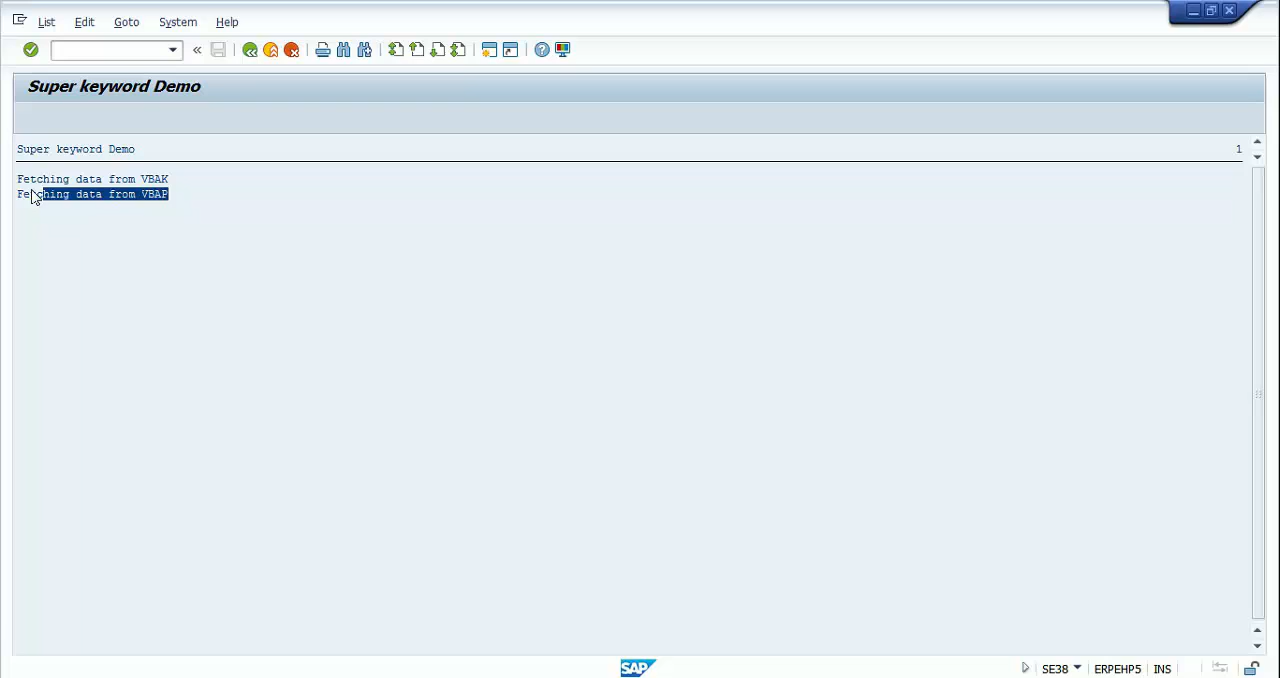 List Edit Goto System Help
Super keyword Demo
Super keyword Demo 1
Fetching data from VBAK
Fetching data from VBAP
SAP SE38 ERPEHP5 INS